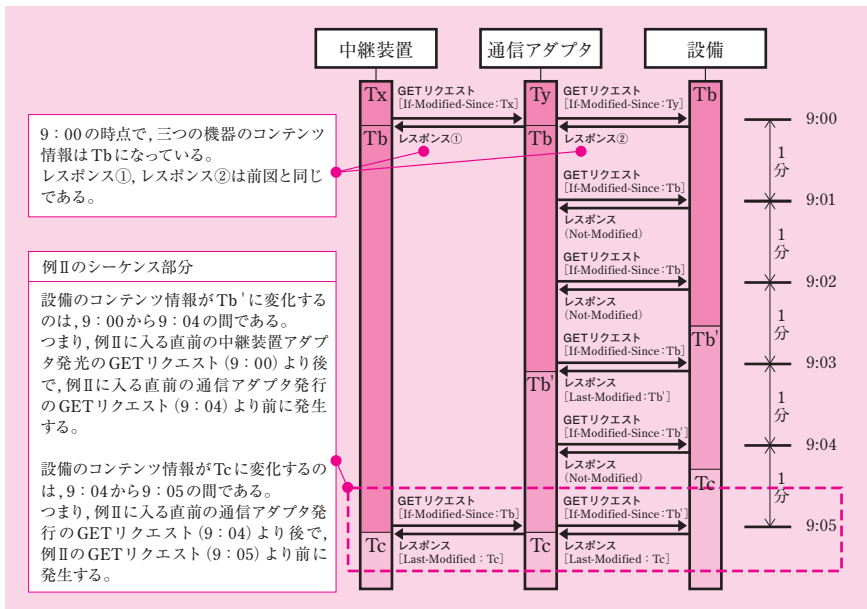 中継装置
通信アダプタ
設備
Tx
GETリクエスト
[If-Modified-Since:Tx]
Ty
GETリクエスト
[If-Modified-Since:Ty]
Tb
9:00
Tb
レスポンス①
Tb
レスポンス②
9:00の時点で,三つの機器のコンテンツ
情報はTbになっている。
レスポンス①,レスポンス②は前図と同じ
である。
1分
GETリクエスト
[If-Modified-Since:Tb]
9:01
レスポンス
(Not-Modified)
1分
GETリクエスト
[If-Modified-Since:Tb]
9:02
レスポンス
(Not-Modified)
1分
Tb'
GETリクエスト
[If-Modified-Since:Tb]
9:03
Tb'
レスポンス
[Last-Modified:Tb']
1分
GETリクエスト
[If-Modified-Since:Tb']
9:04
レスポンス
(Not-Modified)
1分
Tc
GETリクエスト
[If-Modified-Since:Tb]
GETリクエスト
[If-Modified-Since:Tb']
9:05
Tc
レスポンス
[Last-Modified:Tc]
Tc
レスポンス
[Last-Modified:Tc]
例Ⅱのシーケンス部分
設備のコンテンツ情報がTb'に変化する
のは,9:00から9:04の間である。
つまり,例Ⅱに入る直前の中継装置アダプ
タ発光のGETリクエスト(9:00)より後
で,例Ⅱに入る直前の通信アダプタ発行
のGETリクエスト(9:04)より前に発生
する。
設備のコンテンツ情報がTcに変化するの
は,9:04から9:05の間である。
つまり,例Ⅱに入る直前の通信アダプタ発
行のGETリクエスト(9:04)より後で,
例ⅡのGETリクエスト(9:05)より前に
発生する。